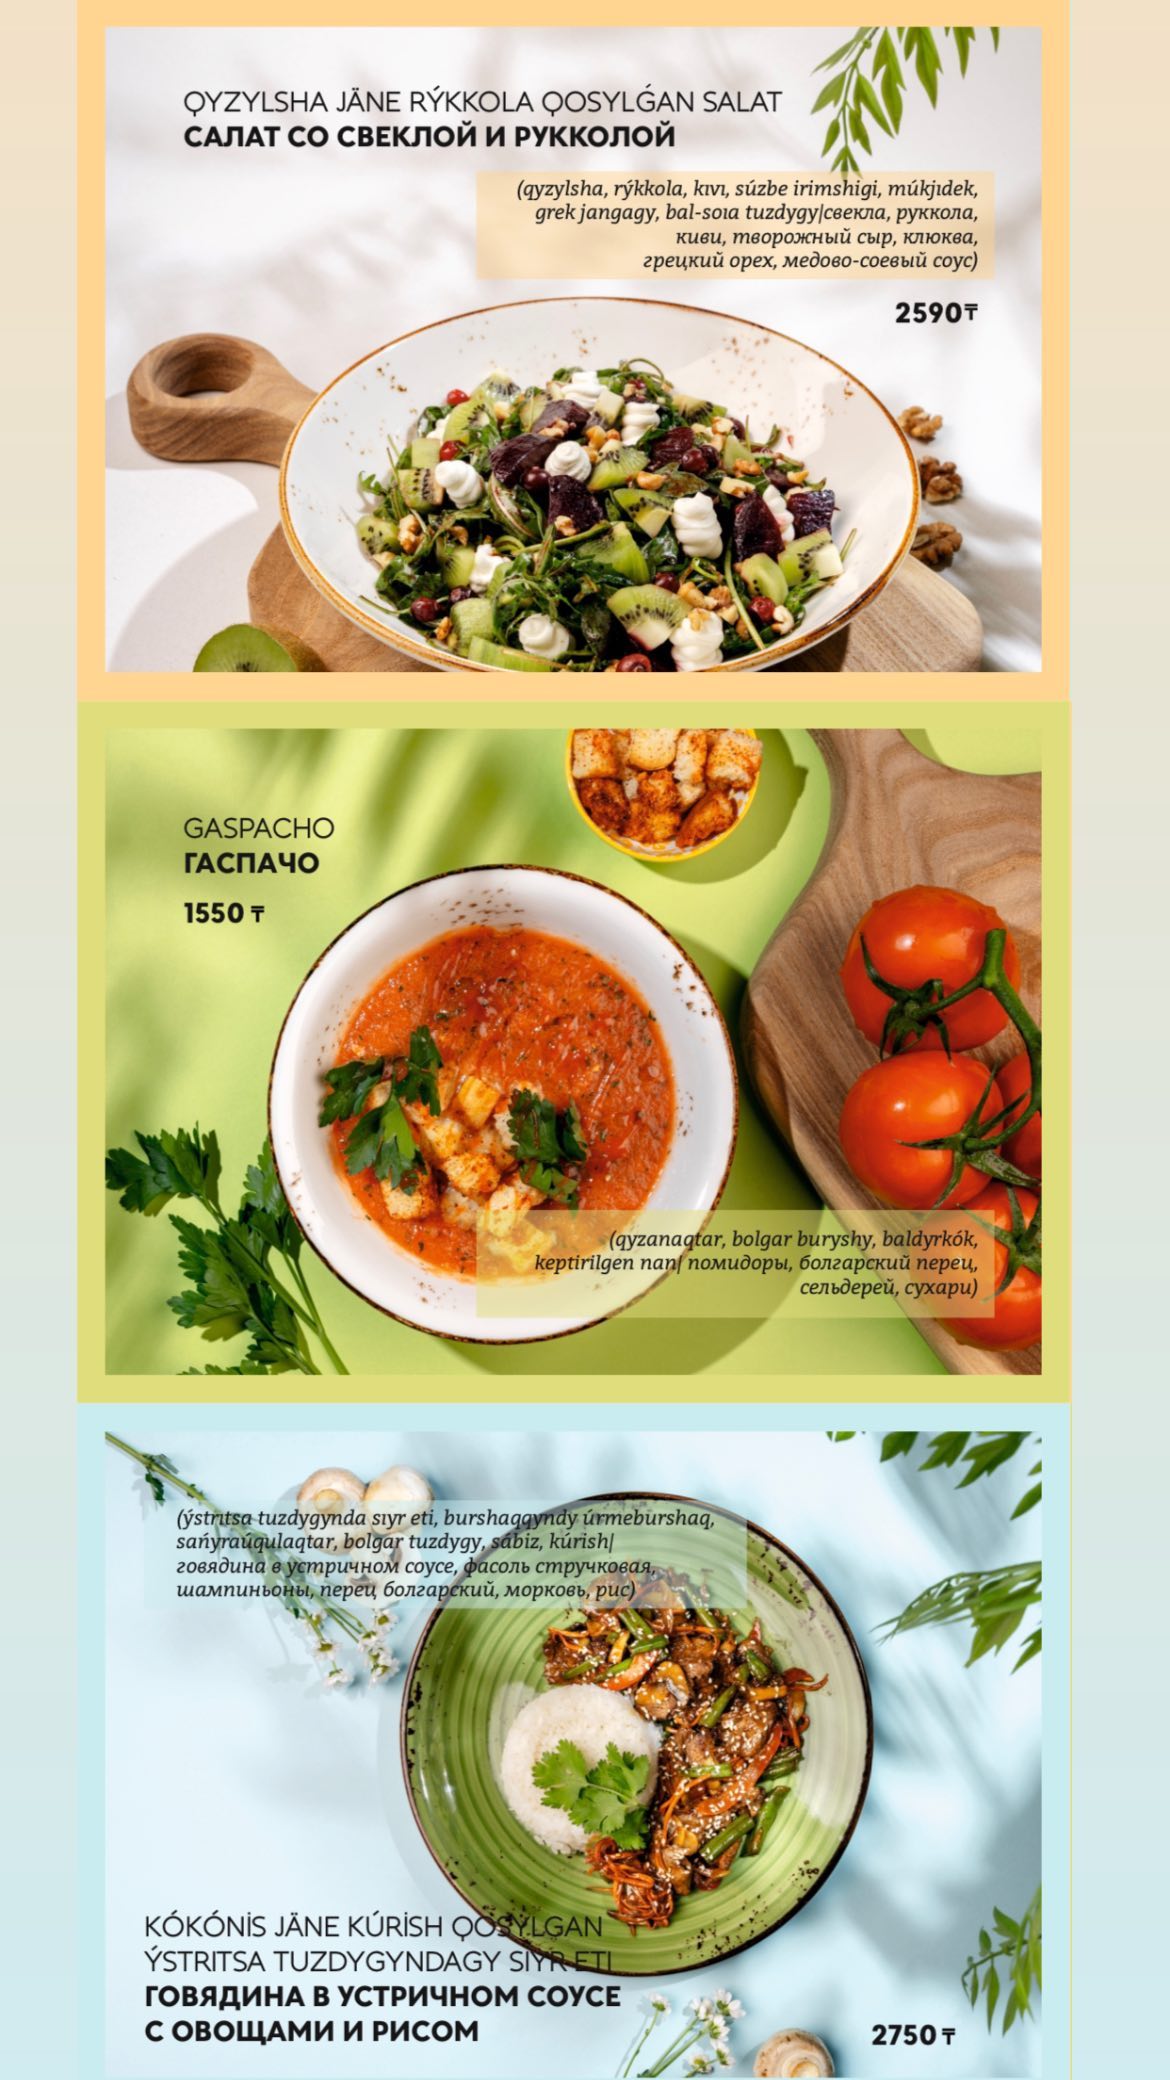 QYZYLSHA JÄNE RÝKKOLA QOSYLǴAN SALAT
САЛАТ СО СВЕКЛОЙ И РУККОЛОЙ
(qyzylsha, rýkkola, kıvı, súzbe irimshigi, múkjıdek,
grek jangagy, bal-soıa tuzdygy|свекла, руккола,
киви, творожный сыр, клюква,
грецкий орех, медово-соевый соус)
2590₸
GASPACHO
ГАСПАЧО
1550 ₸
(qyzanaqtar, bolgar buryshy, baldyrkók,
keptirilgen nan| помидоры, болгарский перец,
сельдерей, сухари)
(ýstrıtsa tuzdygynda sıyr eti, burshaqqyndy úrmeburshaq,
sańyraúqulaqtar, bolgar tuzdygy, sábiz, kúrish|
говядина в устричном соусе, фасоль стручковая,
шампиньоны, перец болгарский, морковь, рис)
KÓKÓNİS JÄNE KÚRİSH QOSYLGAN
ÝSTRITSA TUZDYGYNDAGY SIYR ETI
ГОВЯДИНА В УСТРИЧНОМ СОУСЕ
С ОВОЩАМИ И РИСОМ
2750 ₸